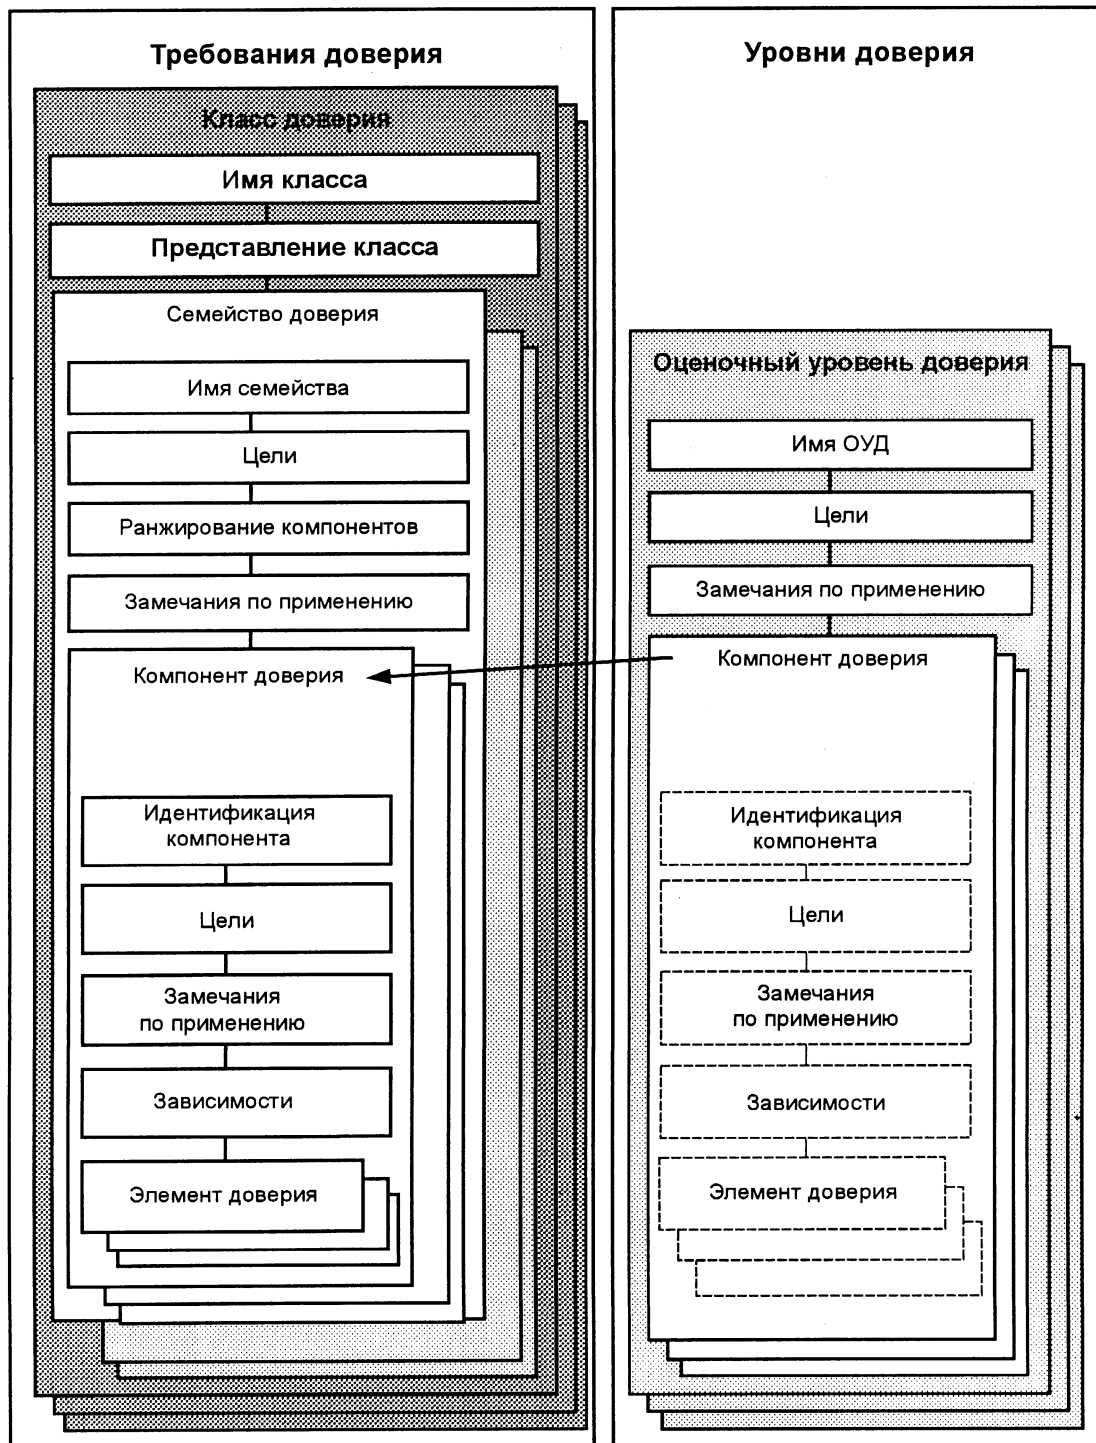 Требования доверия
Класс доверия
Имя класса
Представление класса
Семейство доверия
Имя семейства
Цели
Ранжирование компонентов
Замечания по применению
Компонент доверия
Идентификация
компонента
Цели
Замечания
по применению
Зависимости
Элемент доверия
Уровни доверия
Оценочный уровень доверия
Имя ОУД
Цели
Замечания по применению
Компонент доверия
Идентификация
компонента
Цели
Замечания
по применению
Зависимости
Элемент доверия